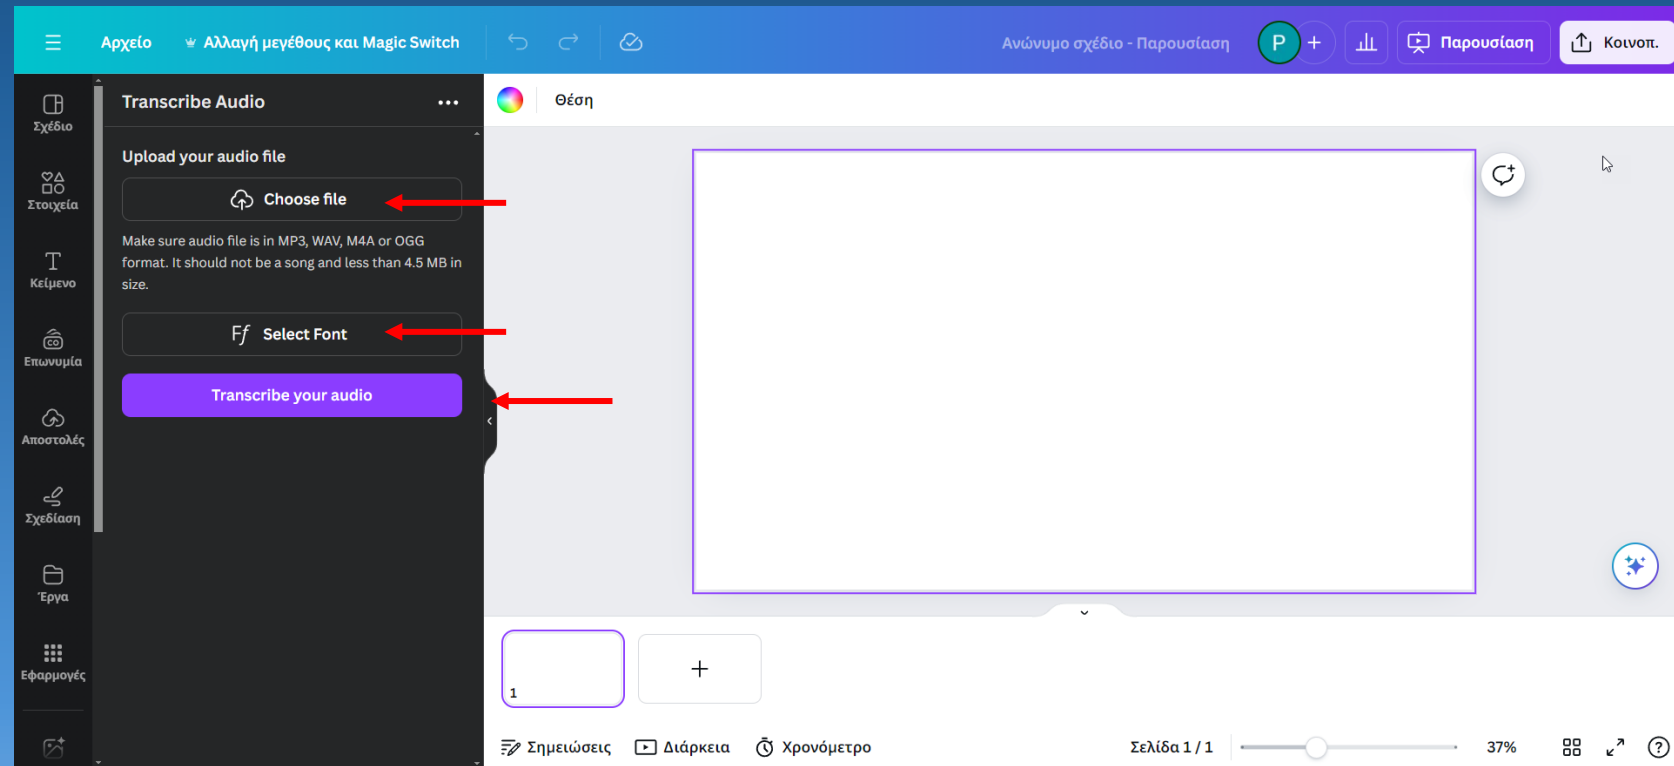 Αρχείο
Αλλαγή μεγέθους και Magic Switch
Ανώνυμο σχέδιο - Παρουσίαση
P
Παρουσίαση
Κοινοπ.
Σχέδιο
Στοιχεία
Κείμενο
Επωνυμία
Αποστολές
Σχεδίαση
Έργα
Εφαρμογές
Transcribe Audio
Upload your audio file
Choose file
Make sure audio file is in MP3, WAV, M4A or OGG
format. It should not be a song and less than 4.5 MB in
size.
Ff Select Font
Transcribe your audio
Θέση
1
Σημειώσεις
Διάρκεια
Χρονόμετρο
Σελίδα 1 / 1
37%